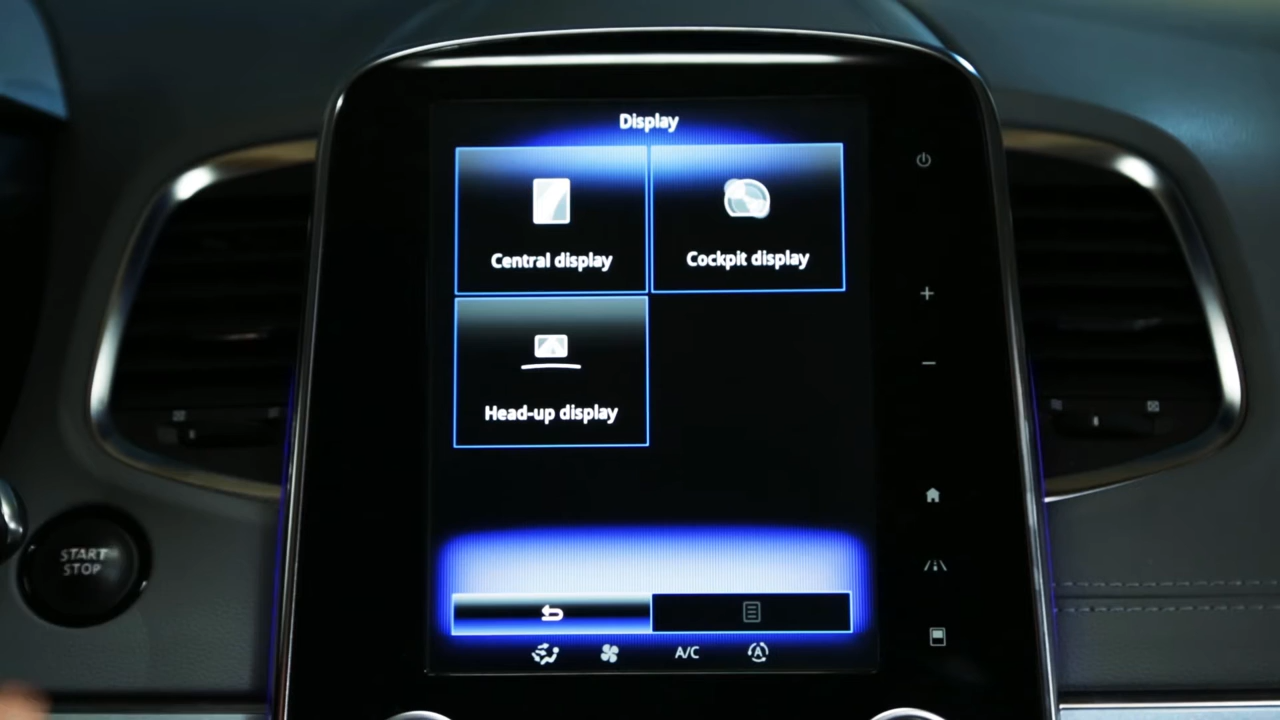 Display
Central display
Cockpit display
Head-up display
START
STOP
A/C
A